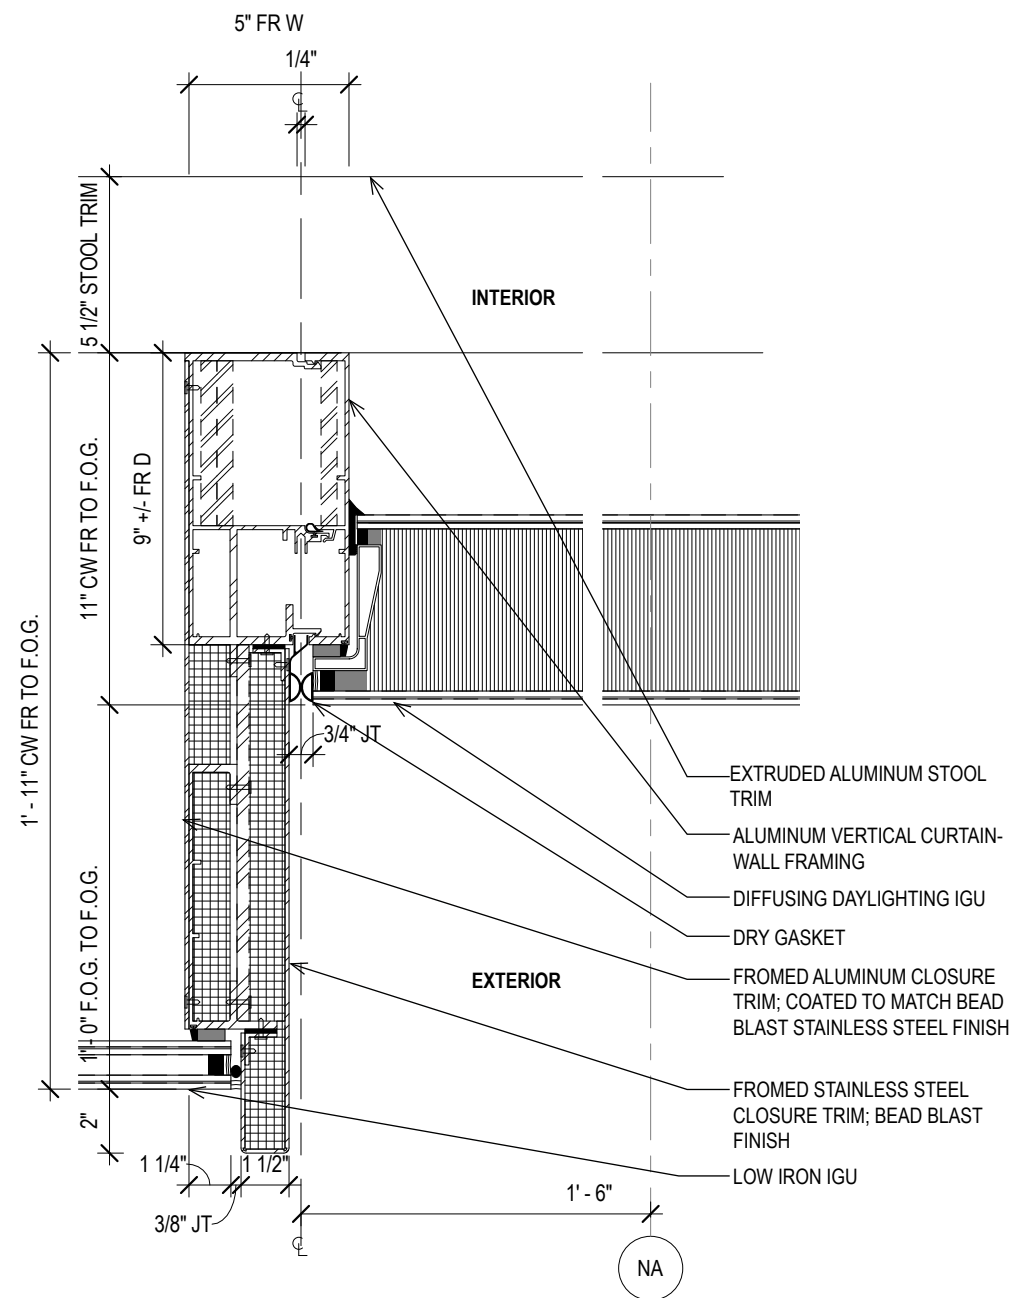 5" FR W
1/4"
CL
5 1/2" STOOL TRIM
INTERIOR
11" CW FR TO F.O.G.
9" +/- FR D
1' - 11" CW FR TO F.O.G.
3/4" JT
EXTRUDED ALUMINUM STOOL
TRIM
ALUMINUM VERTICAL CURTAIN-
WALL FRAMING
DIFFUSING DAYLIGHTING IGU
DRY GASKET
EXTERIOR
FROMED ALUMINUM CLOSURE
TRIM; COATED TO MATCH BEAD
BLAST STAINLESS STEEL FINISH
1'- 0" F.O.G. TO F.O.G.
FROMED STAINLESS STEEL
CLOSURE TRIM; BEAD BLAST
FINISH
2"
LOW IRON IGU
1 1/4"
1 1/2"
3/8" JT
1' - 6"
CL
NA